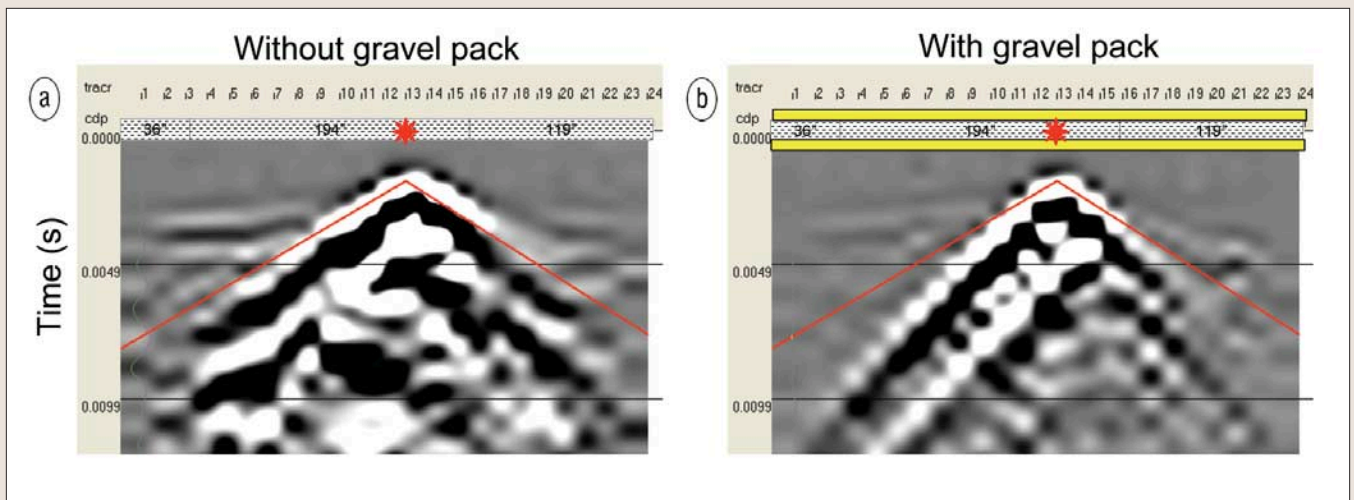 Without gravel pack
a
tracr 1 2 3 4 5 6 7 8 9 10 11 12 13 14 15 16 17 18 19 20 21 22 23 24
cdp
36" 194" 119"
0.0000
0.0049
0.0099
Time (s)
With gravel pack
b
tracr 1 2 3 4 5 6 7 8 9 10 11 12 13 14 15 16 17 18 19 20 21 22 23 24
cdp
36" 194" 119"
0.0000
0.0049
0.0099